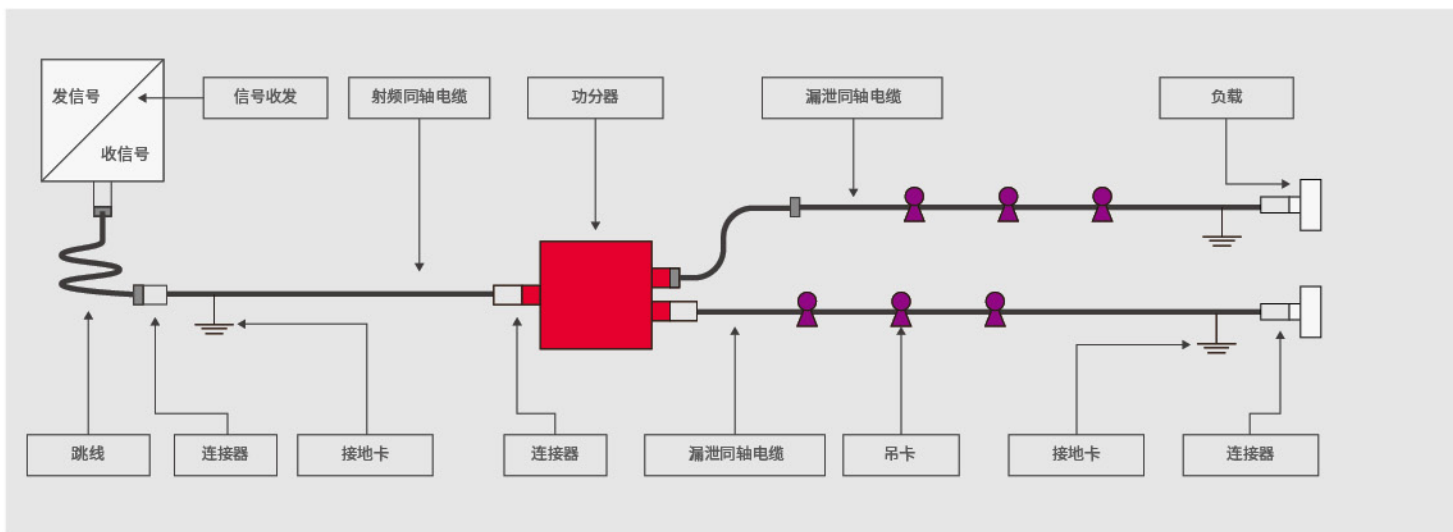 发信号
收信号
信号收发
射频同轴电缆
功分器
漏泄同轴电缆
负载
跳线
连接器
接地卡
连接器
漏泄同轴电缆
吊卡
接地卡
连接器